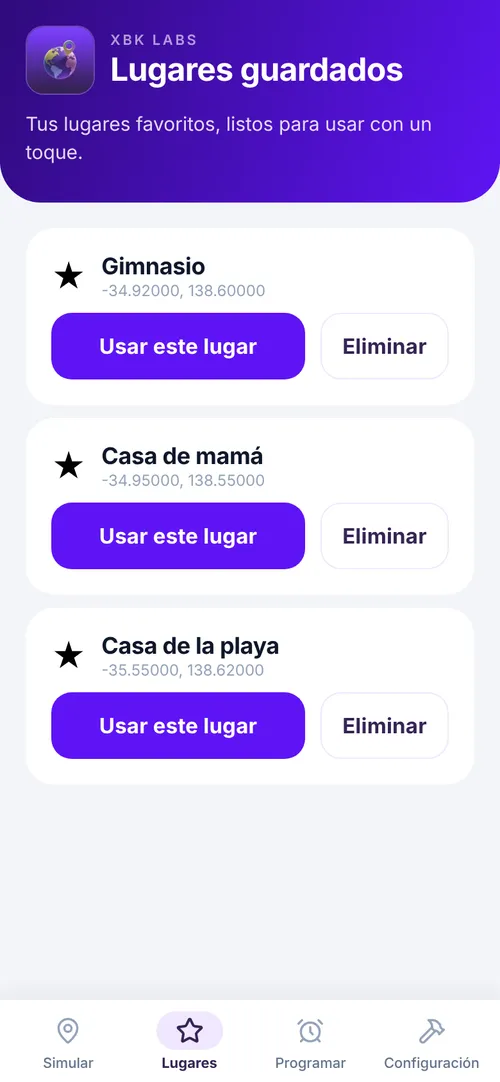 XBK LABS
Lugares guardados
Tus lugares favoritos, listos para usar con un
toque.
Gimnasio
-34.92000, 138.60000
Usar este lugar
Eliminar
Casa de mamá
-34.95000, 138.55000
Usar este lugar
Eliminar
Casa de la playa
-35.55000, 138.62000
Usar este lugar
Eliminar
Simular
Lugares
Programar
Configuración